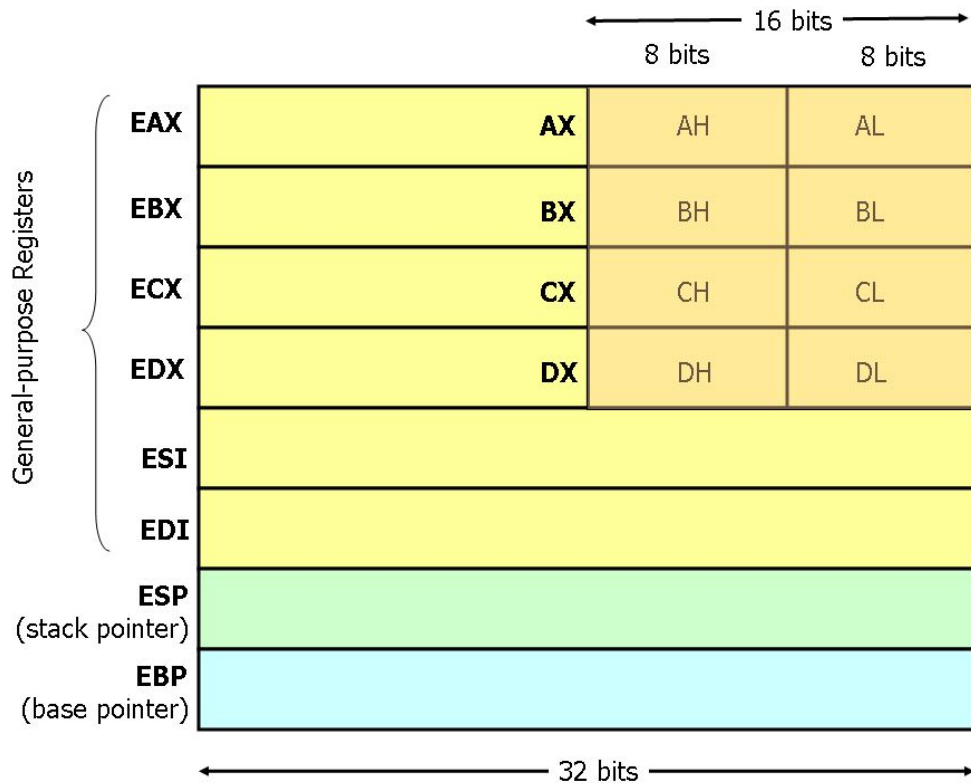 16 bits
8 bits 8 bits
General-purpose Registers
EAX AX AH AL
EBX BX BH BL
ECX CX CH CL
EDX DX DH DL
ESI
EDI
ESP
(stack pointer)
EBP
(base pointer)
32 bits